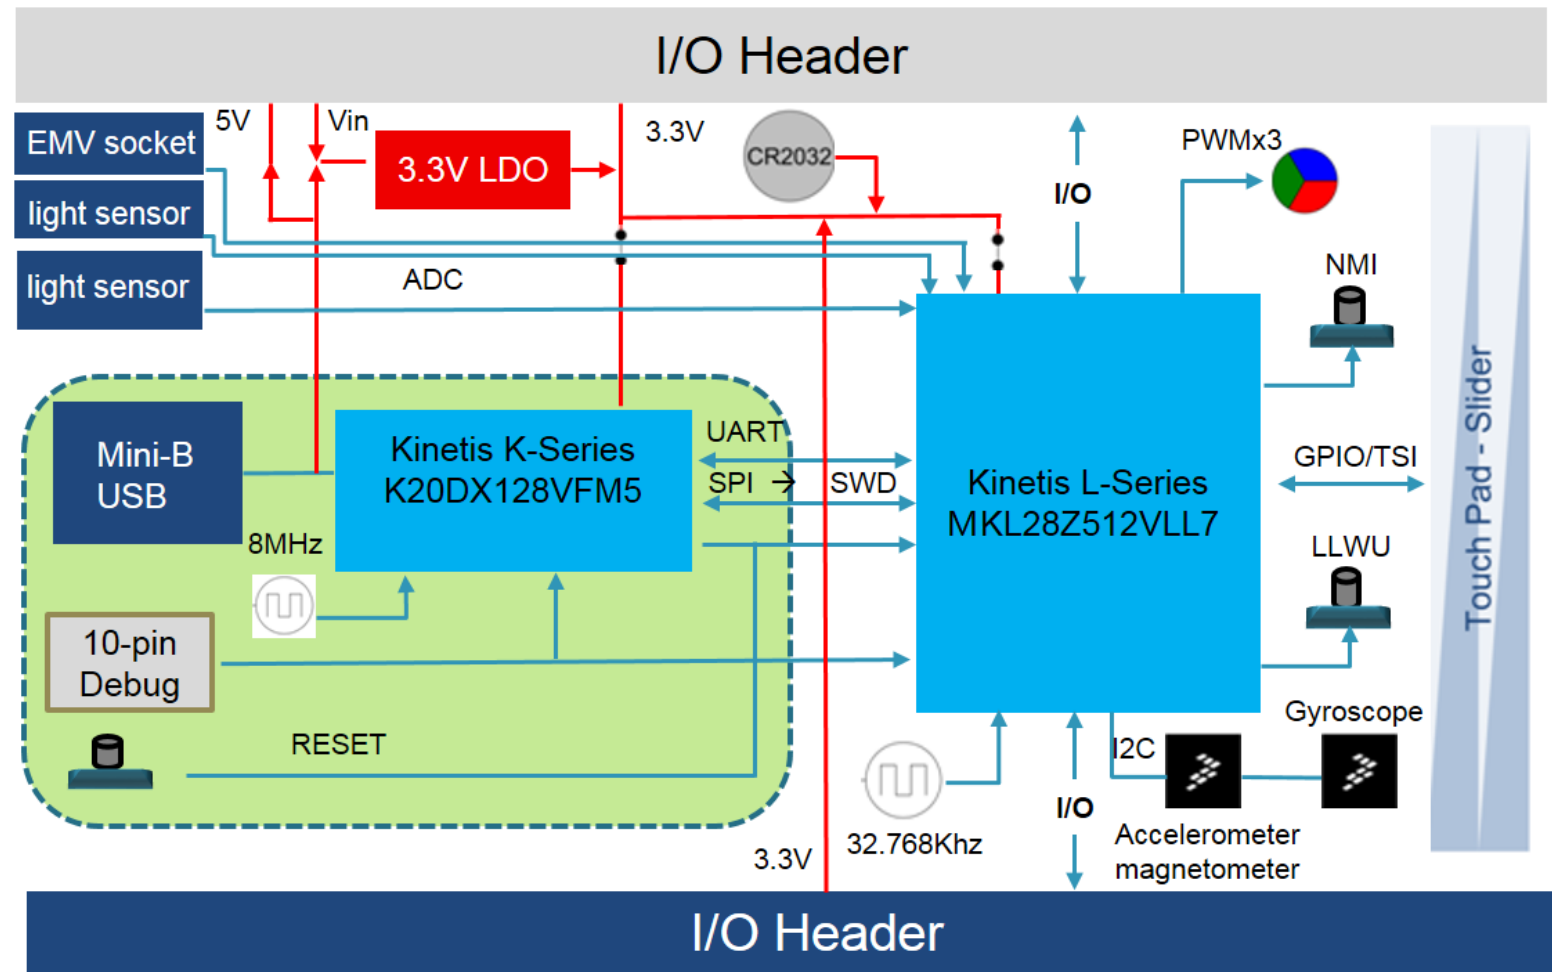 I/O Header
5V
Vin
3.3V
CR2032
PWMx3
EMV socket
3.3V LDO
I/O
light sensor
light sensor
ADC
NMI
Mini-B
USB
Kinetis K-Series
K20DX128VFM5
UART
SPI → SWD
Kinetis L-Series
MKL28Z512VLL7
GPIO/TSI
Touch Pad - Slider
8MHz
LLWU
10-pin
Debug
RESET
Gyroscope
I2C
I/O
32.768Khz
Accelerometer
magnetometer
3.3V
I/O Header